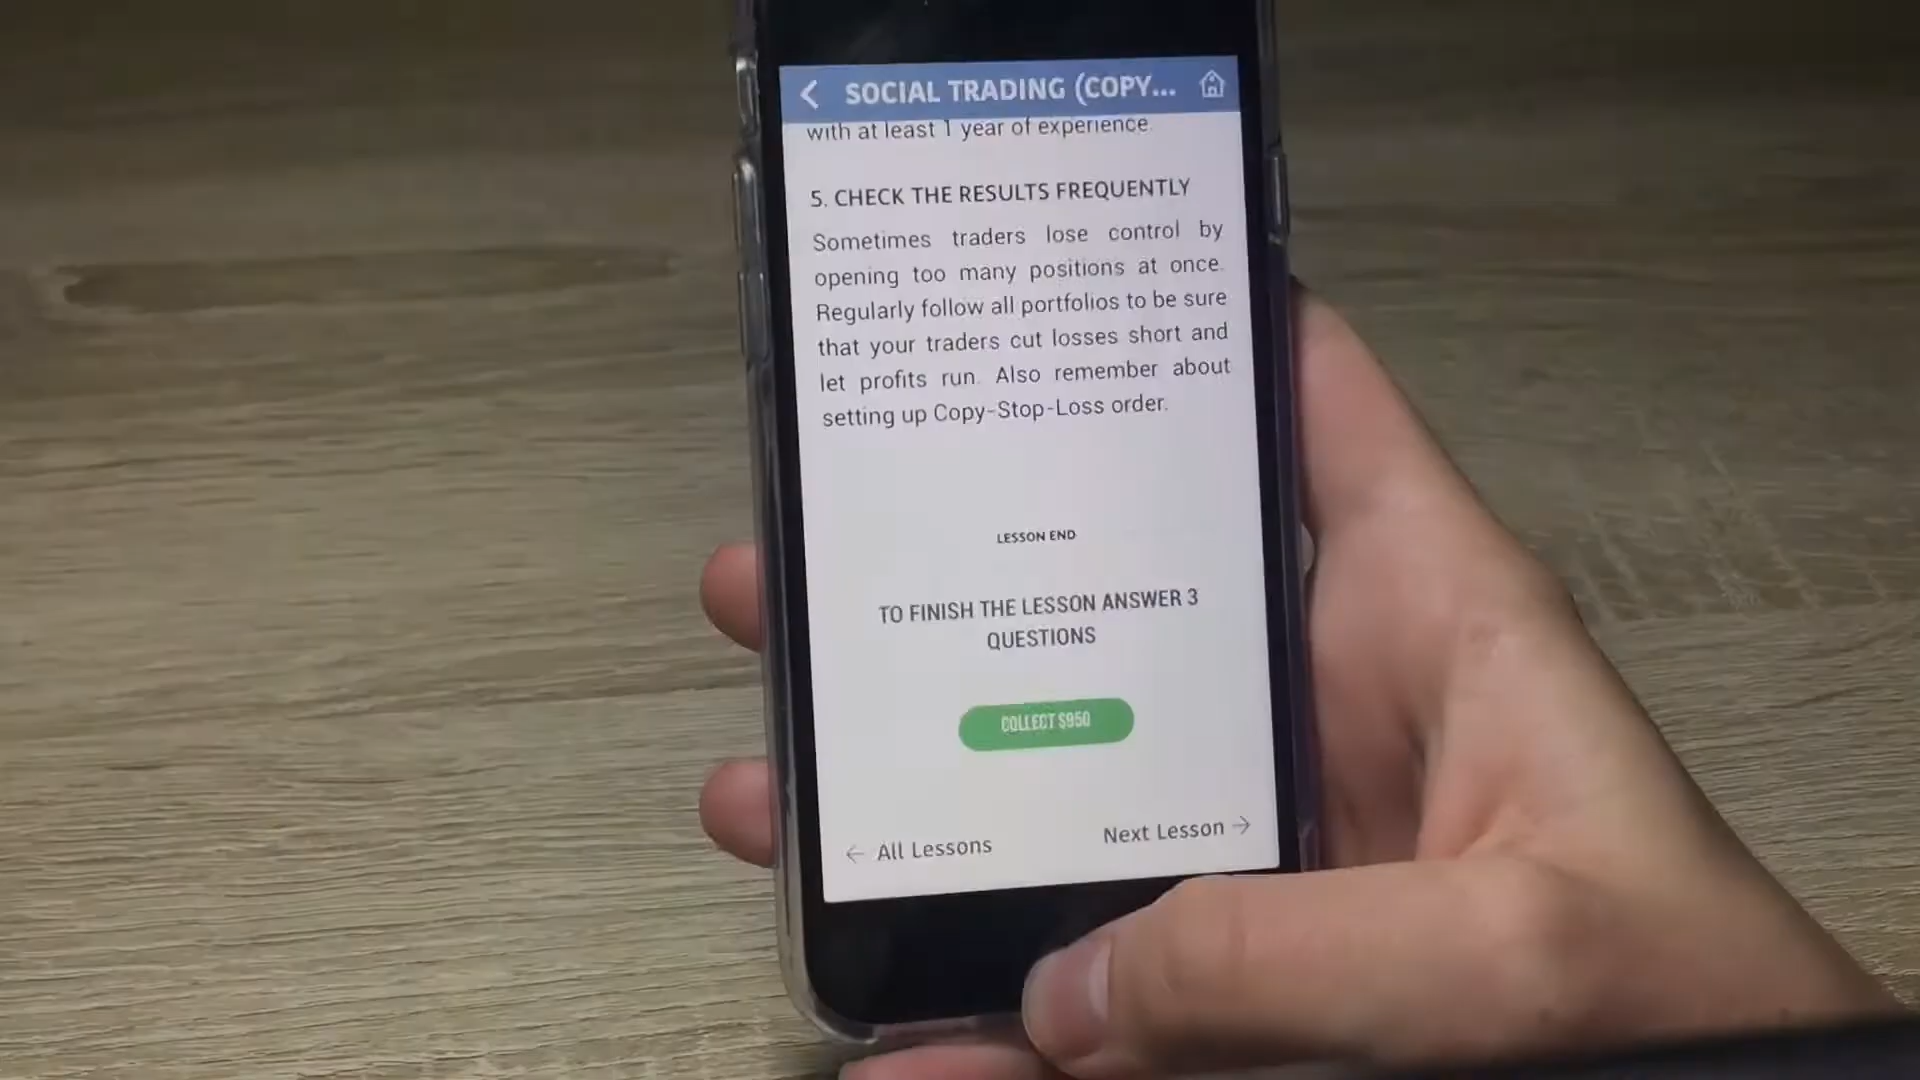 SOCIAL TRADING (COPY...
with at least 1 year of experience.
5. CHECK THE RESULTS FREQUENTLY
Sometimes traders lose control by
opening too many positions at once.
Regularly follow all portfolios to be sure
that your traders cut losses short and
let profits run. Also remember about
setting up Copy-Stop-Loss order.
LESSON END
TO FINISH THE LESSON ANSWER 3
QUESTIONS
COLLECT $950
← All Lessons
Next Lesson →